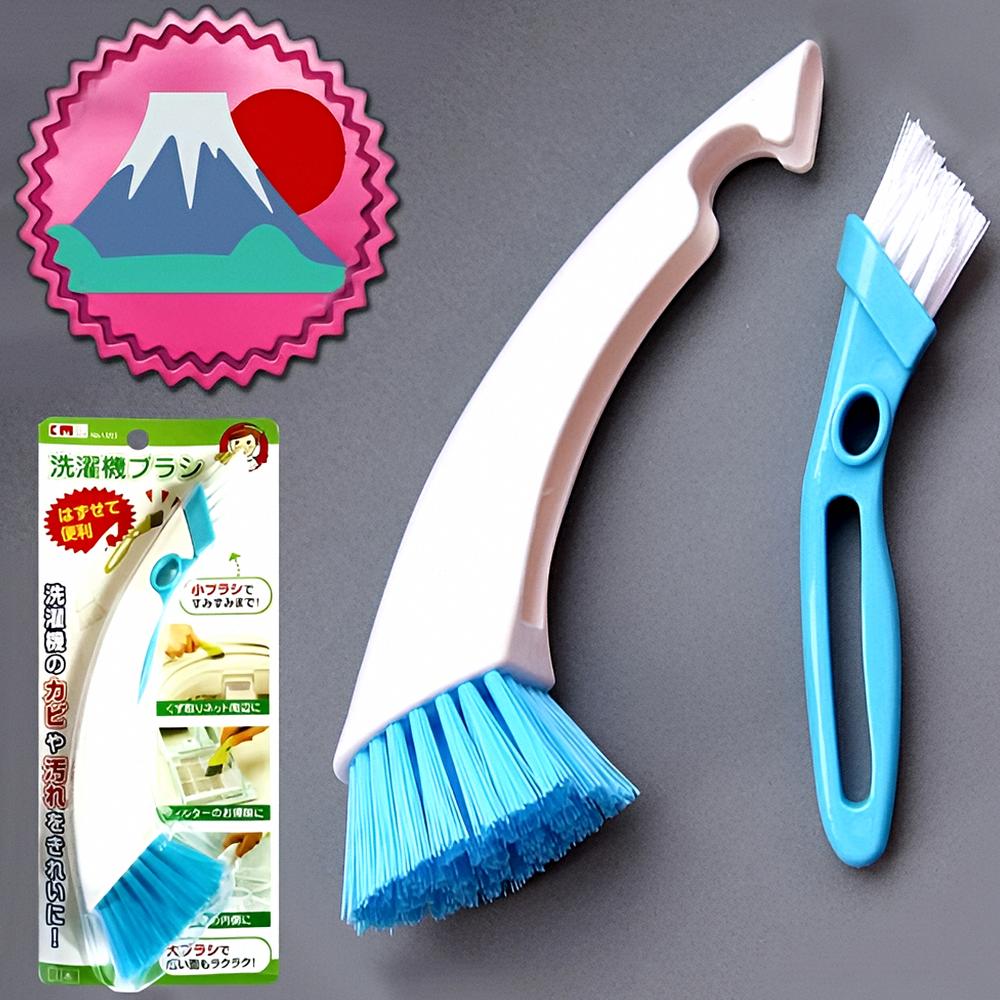 洗濯機ブラシ
はずせて
便利
小ブラシで
すみずみまで!
洗濯機のカビや汚れをきれいに!
くず取りネット周辺に
フィルターのお掃除に
の内側に
大ブラシで
広い面もラクラク!